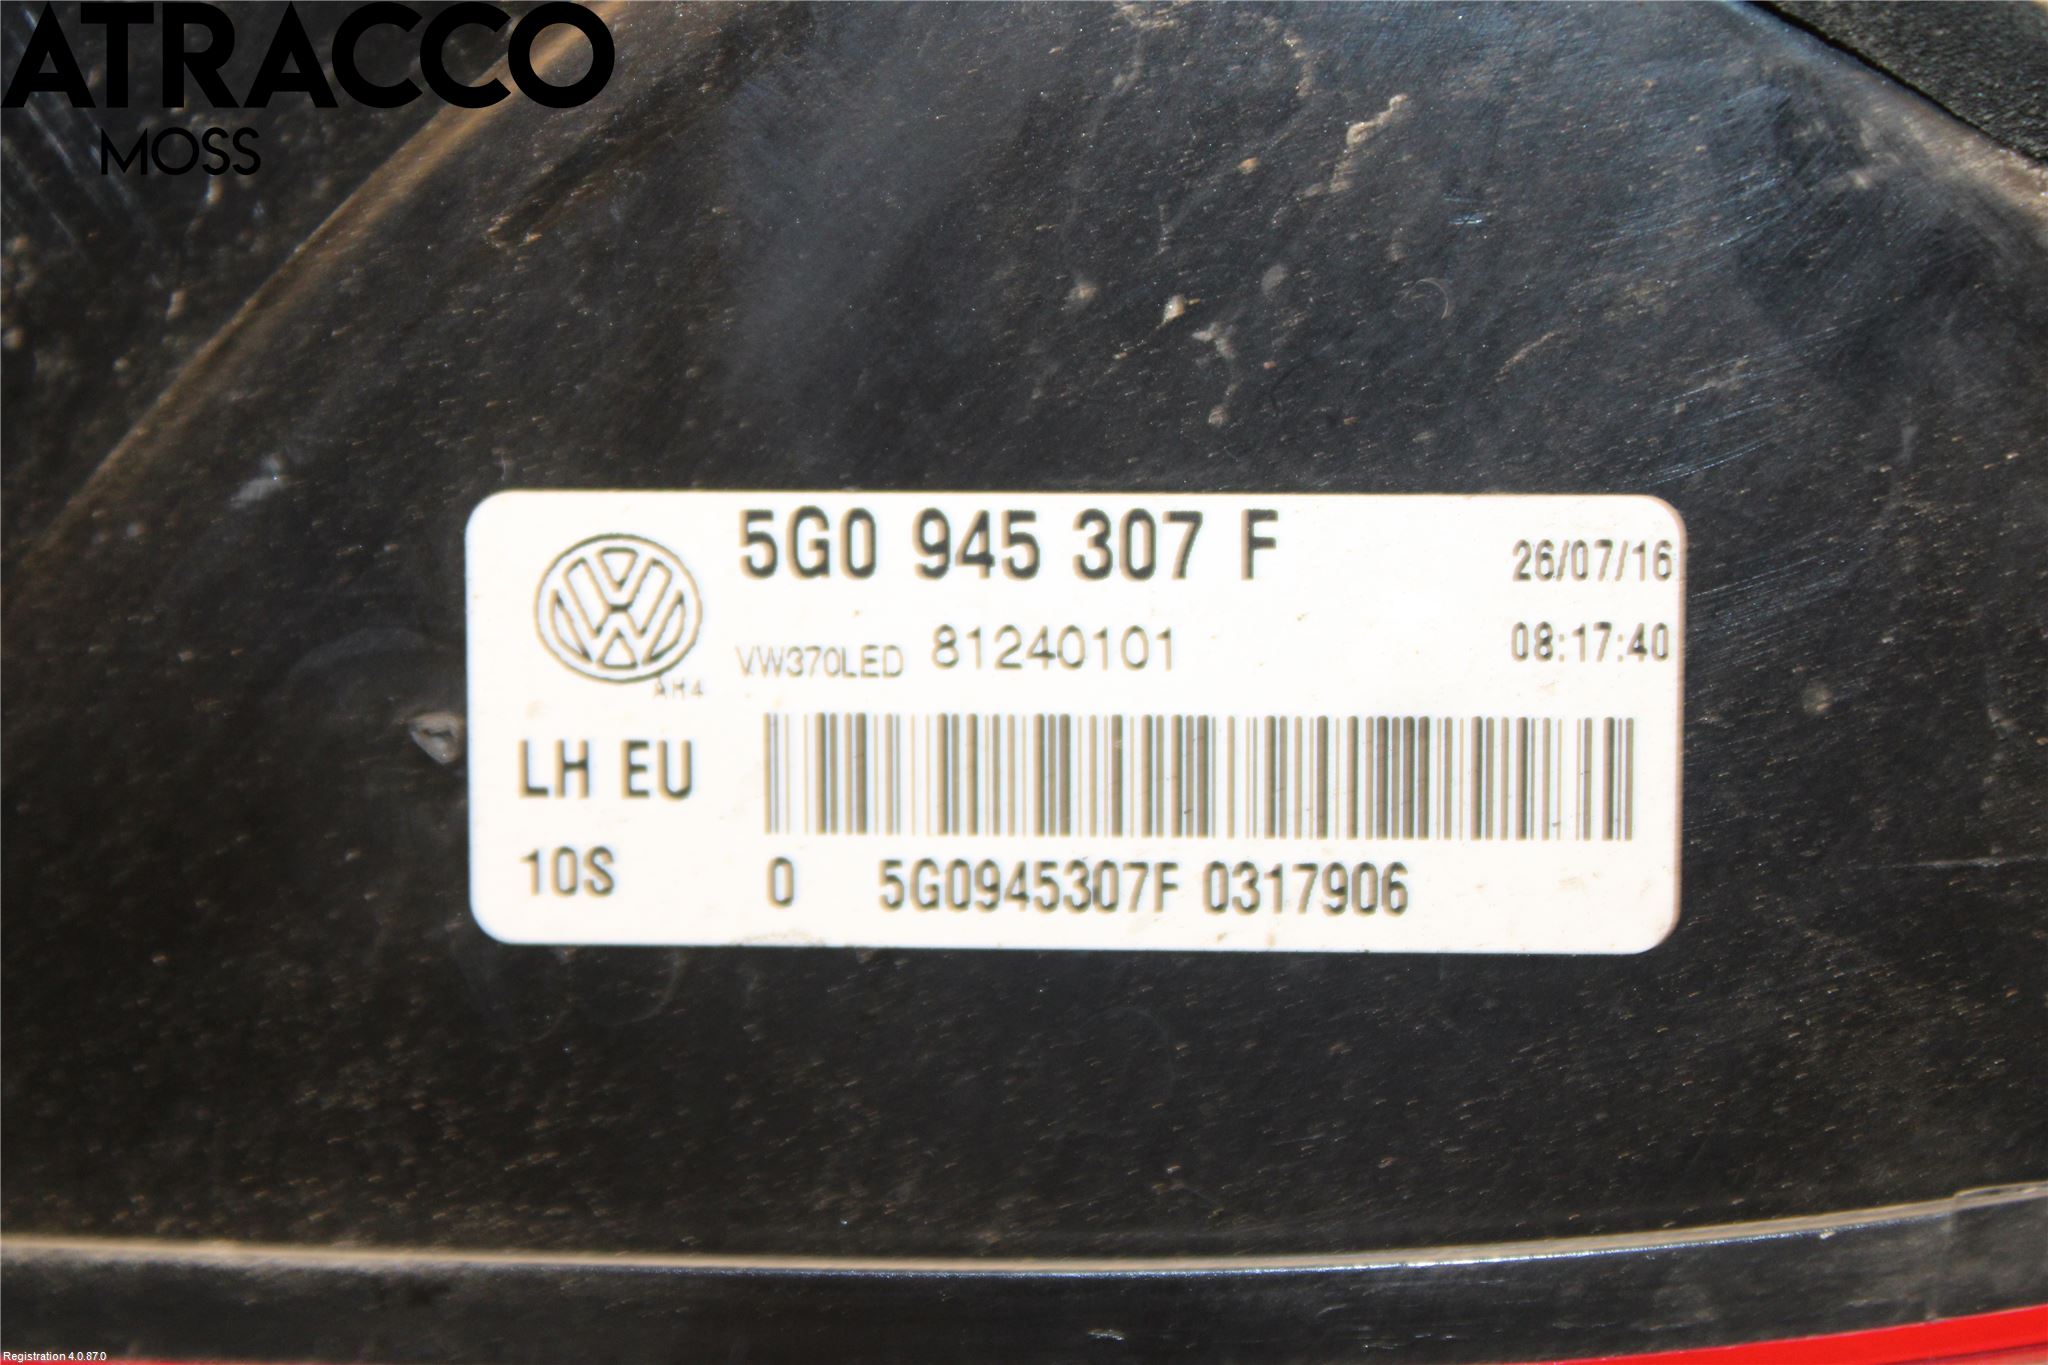 ATRACCO
MOSS
5G0 945 307 F
26/07/16
VW370LED 81240101
08:17:40
AH4
LH EU
10S
0 5G0945307F 0317906
Registration 4.0.87.0